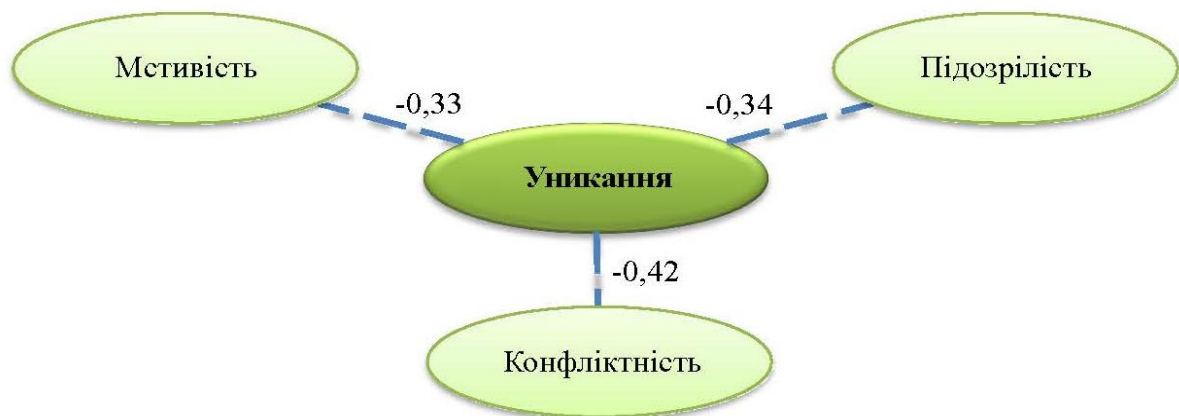 Мстивість
Підозрілість
-0,33
-0,34
Уникання
-0,42
Конфліктність